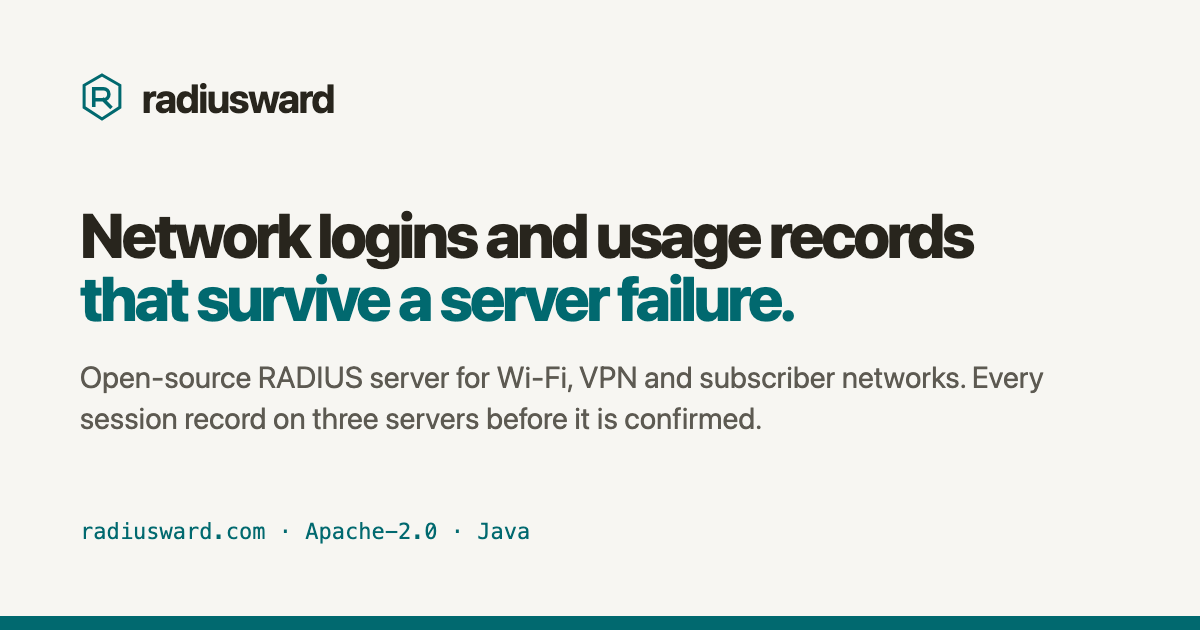 R radiusward
Network logins and usage records
that survive a server failure.
Open-source RADIUS server for Wi-Fi, VPN and subscriber networks. Every
session record on three servers before it is confirmed.
radiusward.com · Apache-2.0 · Java